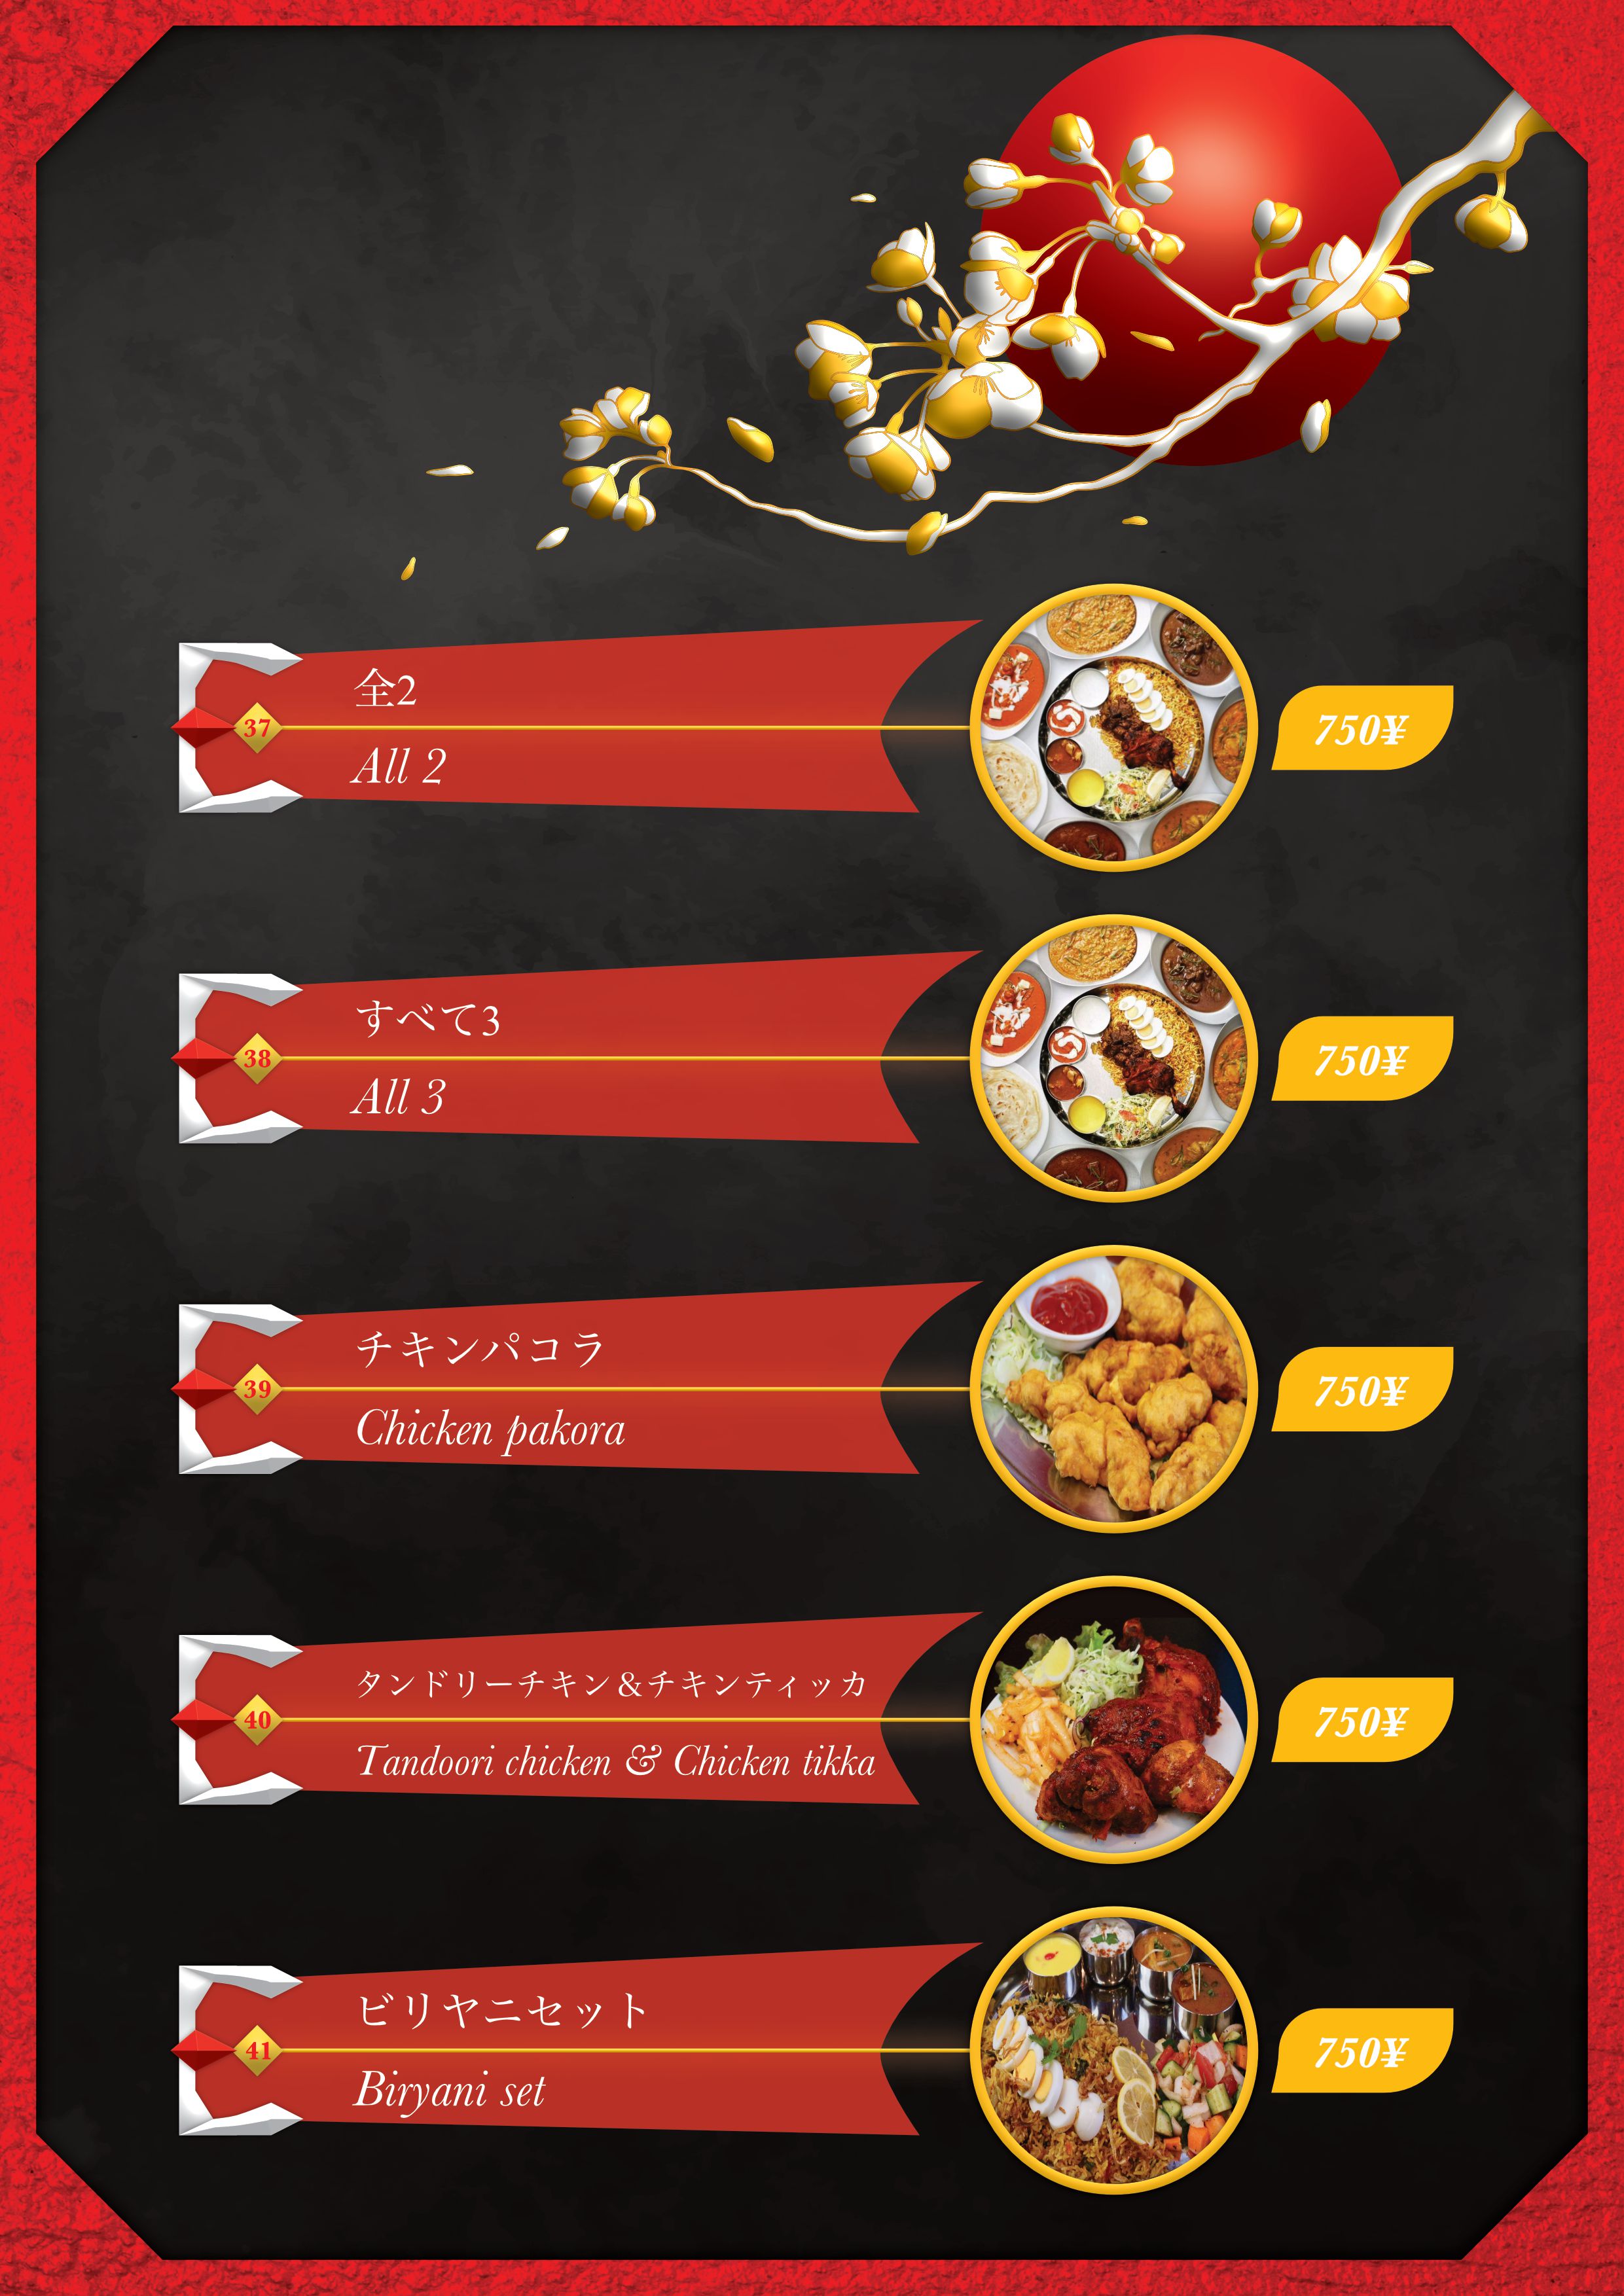 全2
37
All 2
750¥
すべて3
38
All 3
750¥
チキンパコラ
39
Chicken pakora
750¥
タンドリーチキン＆チキンティッカ
40
Tandoori chicken & Chicken tikka
750¥
ビリヤニセット
41
Biryani set
750¥